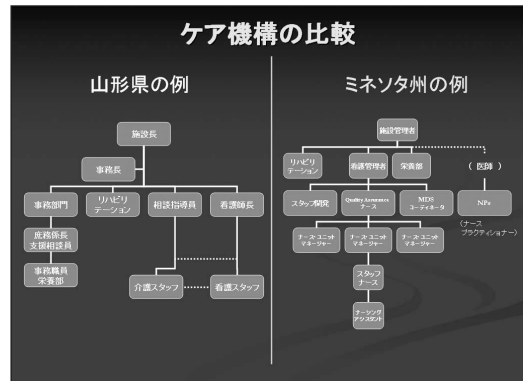 ケア機構の比較
山形県の例
施設長
事務長
事務部門
リハビリ
テーション
相談指導員
看護師長
庶務係長
支援相談員
事務職員
栄養部
介護スタッフ
看護スタッフ
ミネソタ州の例
施設管理者
リハビリ
テーション
看護管理者
栄養部
(医師)
スタッフ開発
Quality Assurance
ナース
MDS
コーディネータ
NPs
(ナース
プラクティショナー)
ナース・ユニット
マネージャー
ナース・ユニット
マネージャー
ナース・ユニット
マネージャー
スタッフ
ナース
ナーシング
アシスタント